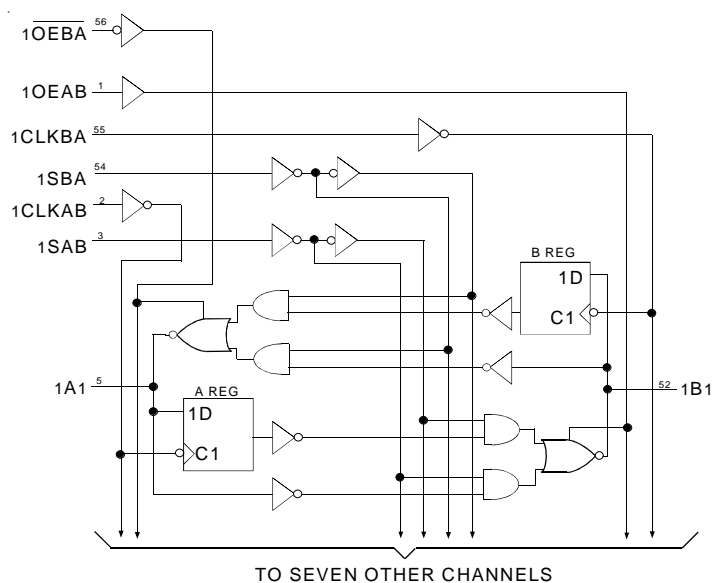 1OEBA 56
1OEAB 1
1CLKBA 55
1SBA 54
1CLKAB 2
1SAB 3
B REG
1D
C1
1A1 5
52 1B1
A REG
1D
C1
TO SEVEN OTHER CHANNELS